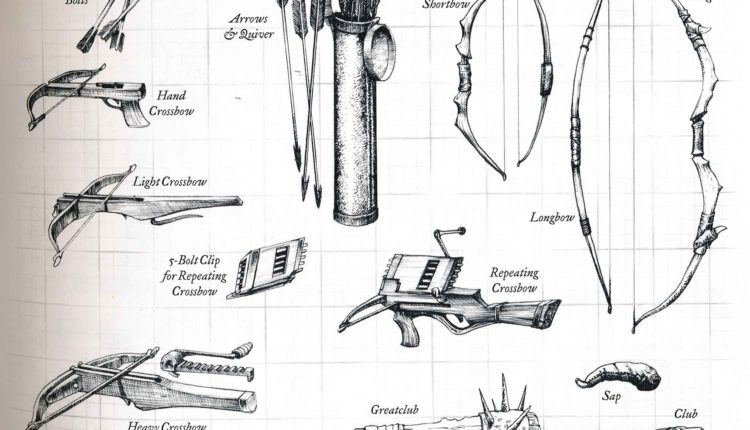 Bolts
Arrows
& Quiver
Shortbow
Hand
Crossbow
Light Crossbow
Longbow
5-Bolt Clip
for Repeating
Crossbow
Repeating
Crossbow
Heavy Crossbow
Greatclub
Sap
Club